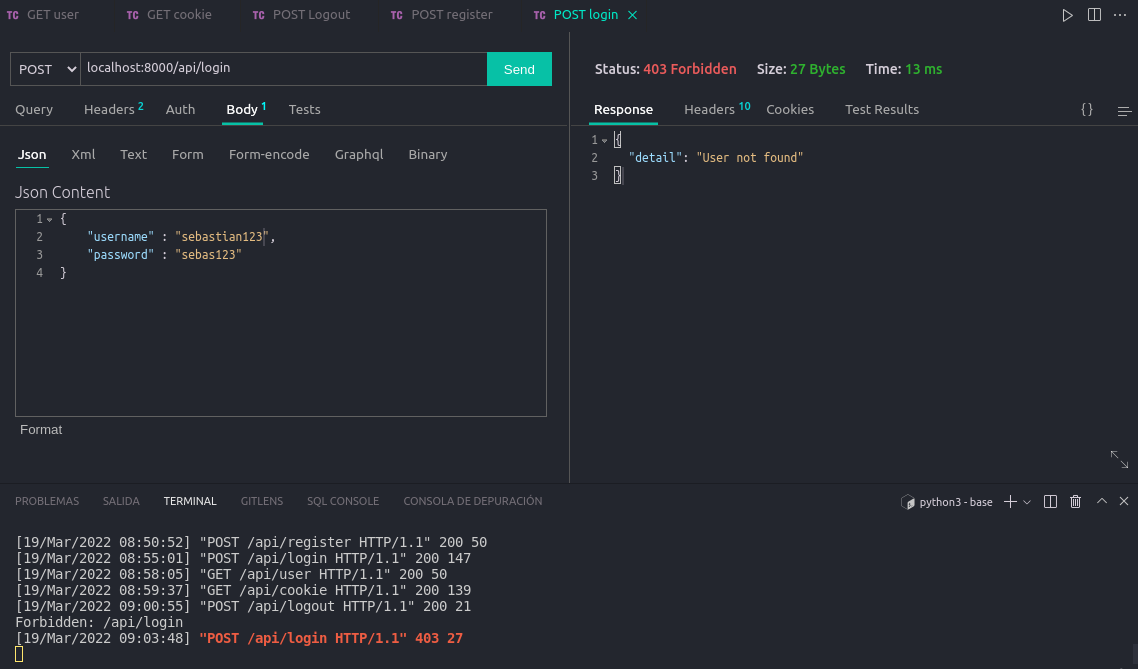 TC GET user TC GET cookie TC POST Logout TC POST register TC POST login
POST localhost:8000/api/login Send
Status: 403 Forbidden Size: 27 Bytes Time: 13 ms
Query Headers 2 Auth Body 1 Tests
Response Headers 10 Cookies Test Results {}
Json Xml Text Form Form-encode Graphql Binary
1 {
2 "detail": "User not found"
3 }
Json Content
1 {
2 "username" : "sebastian123",
3 "password" : "sebas123"
4 }
Format
PROBLEMAS SALIDA TERMINAL GITLENS SQL CONSOLE CONSOLA DE DEPURACIÓN python3 - base
[19/Mar/2022 08:50:52] "POST /api/register HTTP/1.1" 200 50
[19/Mar/2022 08:55:01] "POST /api/login HTTP/1.1" 200 147
[19/Mar/2022 08:58:05] "GET /api/user HTTP/1.1" 200 50
[19/Mar/2022 08:59:37] "GET /api/cookie HTTP/1.1" 200 139
[19/Mar/2022 09:00:55] "POST /api/logout HTTP/1.1" 200 21
Forbidden: /api/login
[19/Mar/2022 09:03:48] "POST /api/login HTTP/1.1" 403 27